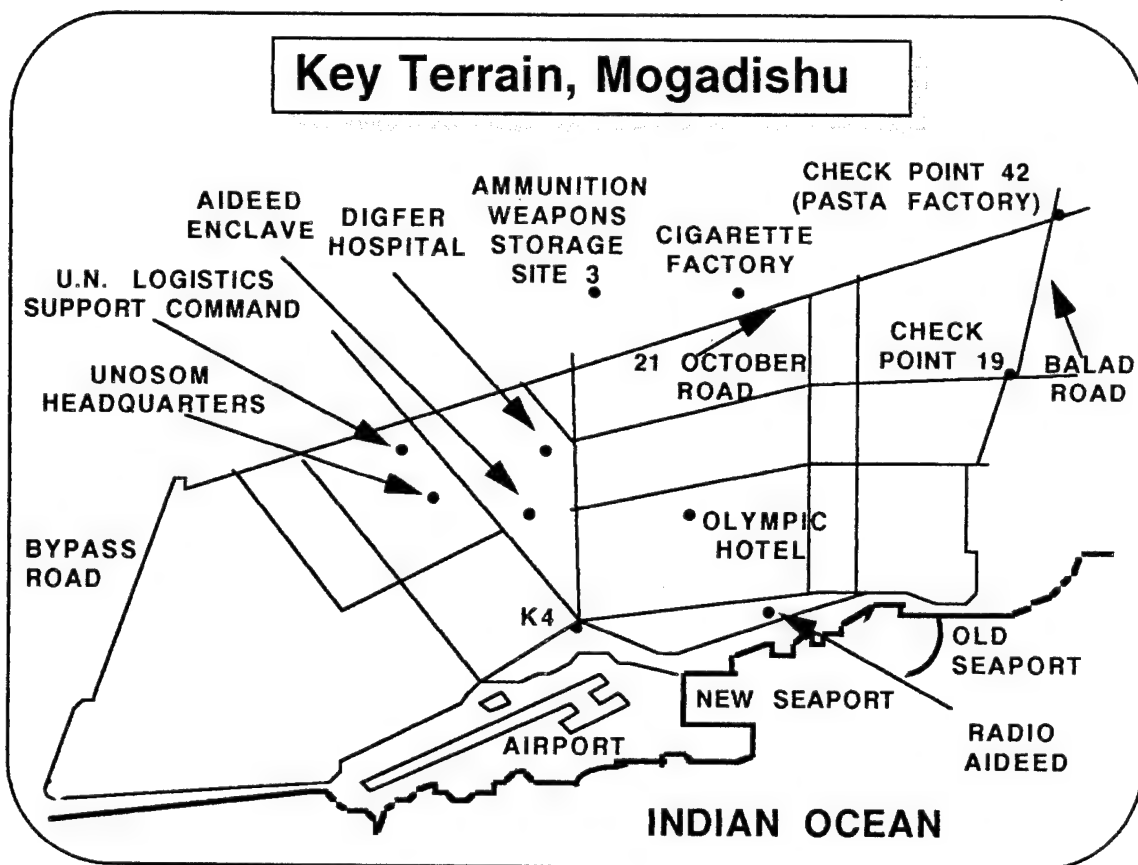 Key Terrain, Mogadishu
AIDEED
ENCLAVE
DIGFER
HOSPITAL
AMMUNITION
WEAPONS
STORAGE
SITE 3
CIGARETTE
FACTORY
CHECK POINT 42
(PASTA FACTORY)
U.N. LOGISTICS
SUPPORT COMMAND
UNOSOM
HEADQUARTERS
21 OCTOBER
ROAD
CHECK
POINT 19
BALAD
ROAD
BYPASS
ROAD
OLYMPIC
HOTEL
K4
OLD
SEAPORT
NEW SEAPORT
AIRPORT
RADIO
AIDEED
INDIAN OCEAN